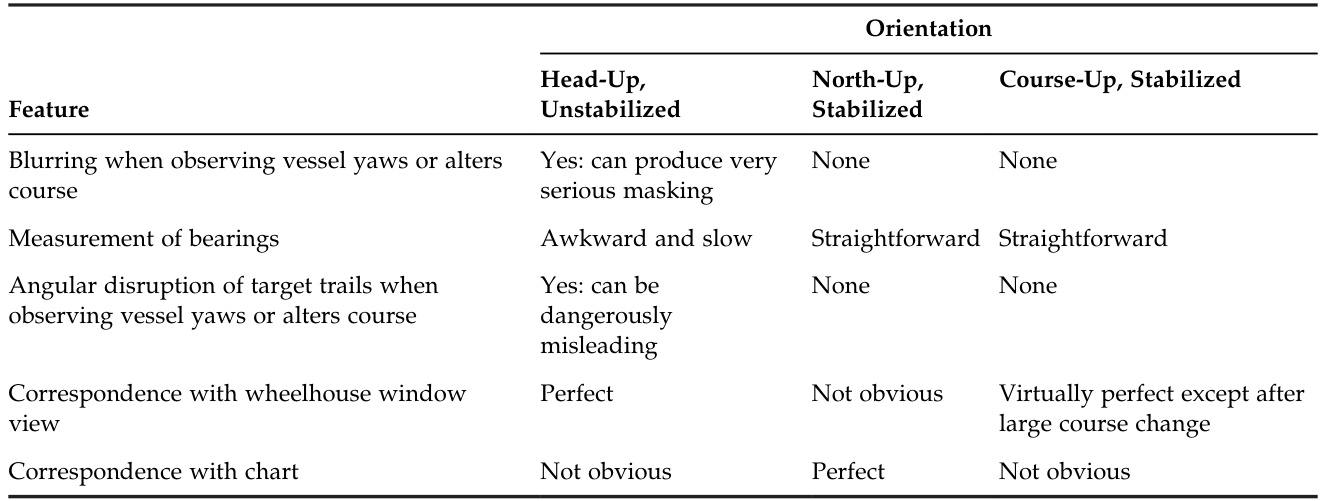 Orientation
Feature
Head-Up,
Unstabilized
North-Up,
Stabilized
Course-Up, Stabilized
Blurring when observing vessel yaws or alters
course
Yes: can produce very
serious masking
None
None
Measurement of bearings
Awkward and slow
Straightforward
Straightforward
Angular disruption of target trails when
observing vessel yaws or alters course
Yes: can be
dangerously
misleading
None
None
Correspondence with wheelhouse window
view
Perfect
Not obvious
Virtually perfect except after
large course change
Correspondence with chart
Not obvious
Perfect
Not obvious